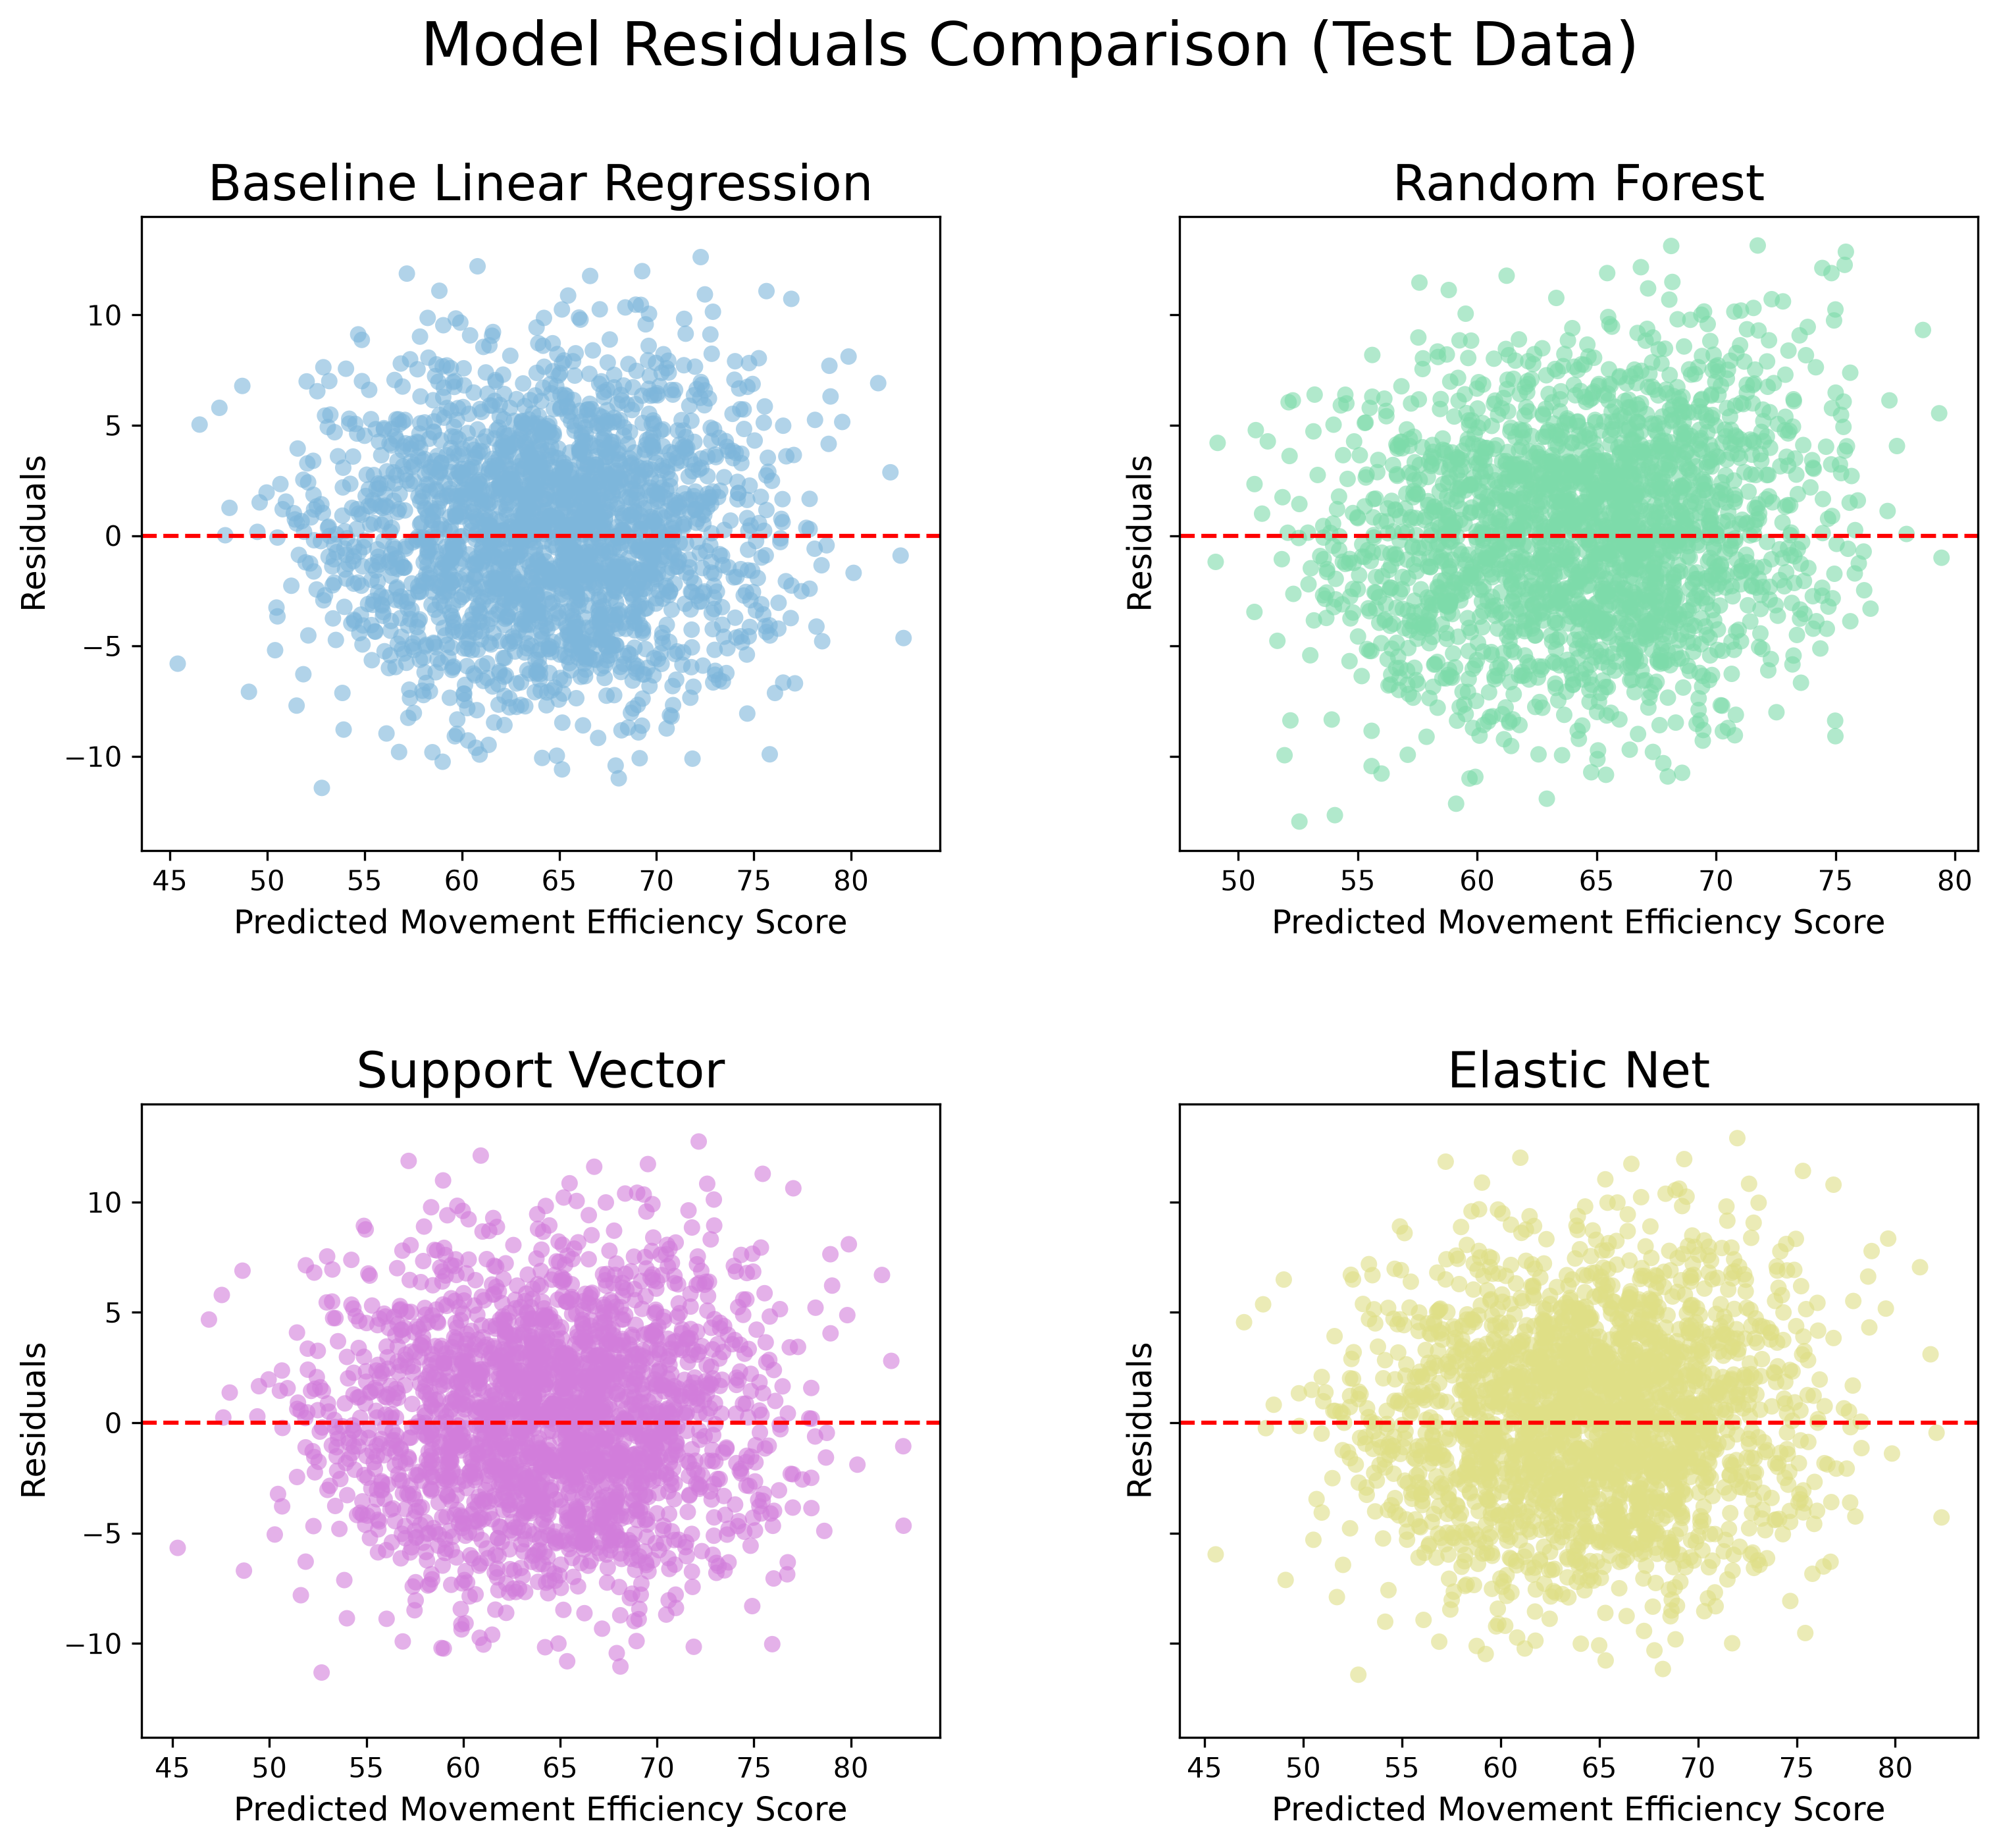 Model Residuals Comparison (Test Data)
Baseline Linear Regression
Residuals
10
5
0
−5
−10
45 50 55 60 65 70 75 80
Predicted Movement Efficiency Score
Random Forest
Residuals
50 55 60 65 70 75 80
Predicted Movement Efficiency Score
Support Vector
Residuals
10
5
0
−5
−10
45 50 55 60 65 70 75 80
Predicted Movement Efficiency Score
Elastic Net
Residuals
45 50 55 60 65 70 75 80
Predicted Movement Efficiency Score